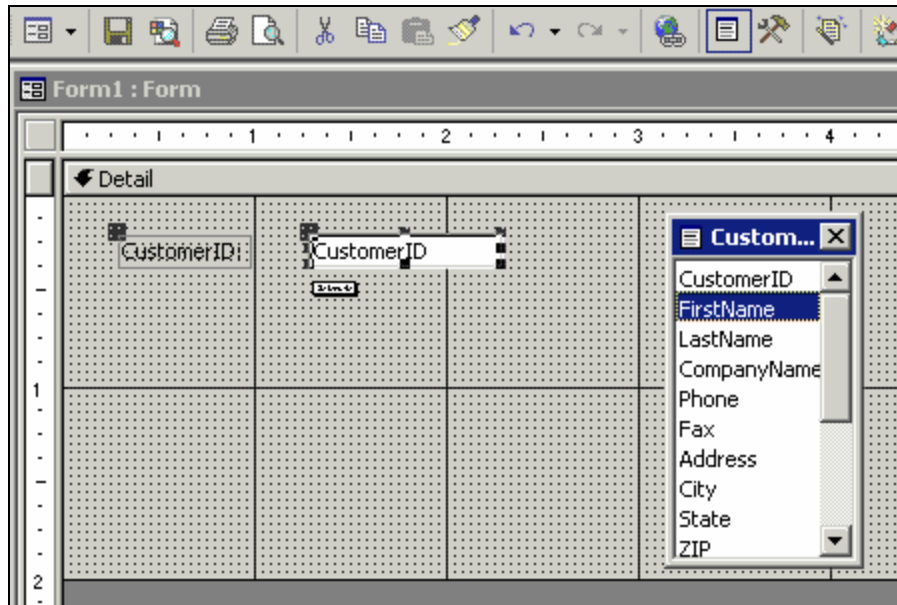 Form1 : Form
1 2 3 4
Detail
CustomerID:
CustomerID
Custom...
CustomerID
FirstName
LastName
CompanyName
Phone
Fax
Address
City
State
ZIP
1
2